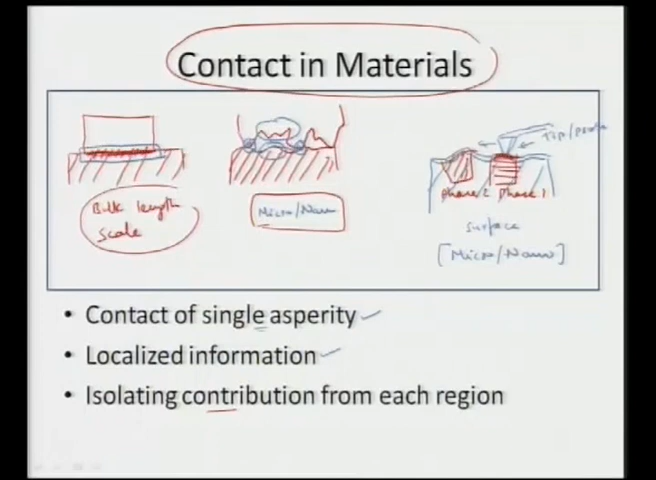 Contact in Materials
Tip/probe
Phase 2 Phase 1
Bulk length
scale
Micro/Nano
surface
[Micro/Nano]
• Contact of single asperity
• Localized information
• Isolating contribution from each region